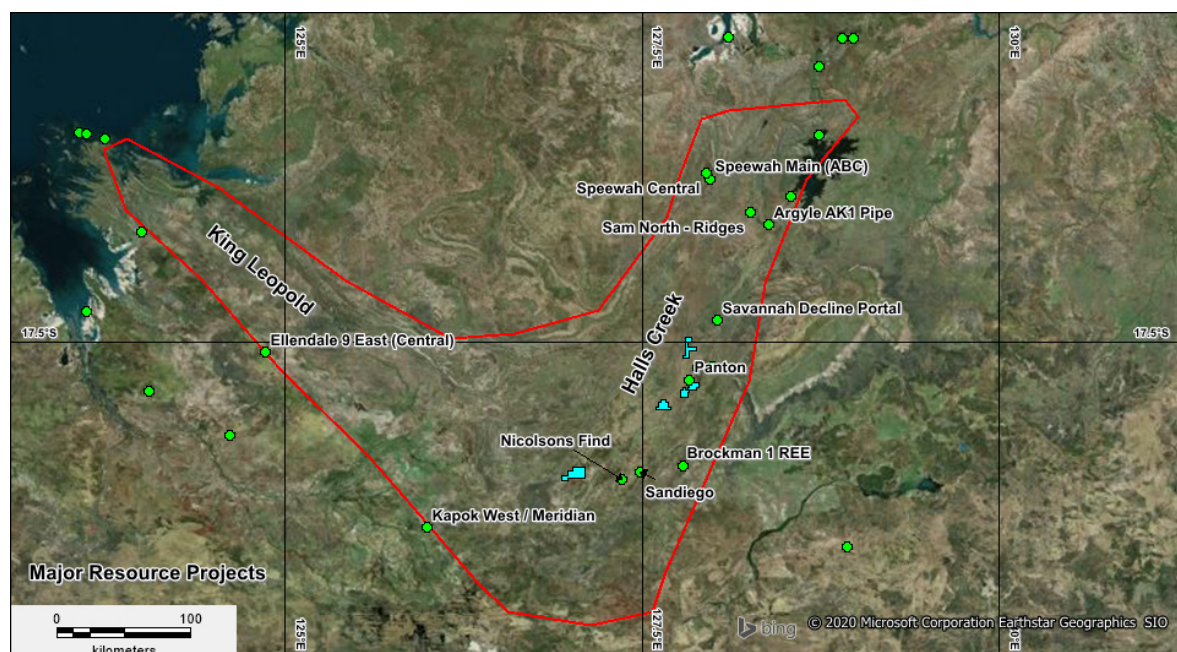 125°E
127.5°E
130°E
Speewah Main (ABC)
Speewah Central
Argyle AK1 Pipe
Sam North - Ridges
King Leopold
Savannah Decline Portal
17.5°S
17.5°S
Ellendale 9 East (Central)
Halls Creek
Panton
Nicolsons Find
Brockman 1 REE
Sandiego
Kapok West / Meridian
Major Resource Projects
0 100
kilometers
125°E
127.5°E
130°E
bing © 2020 Microsoft Corporation Earthstar Geographics SIO